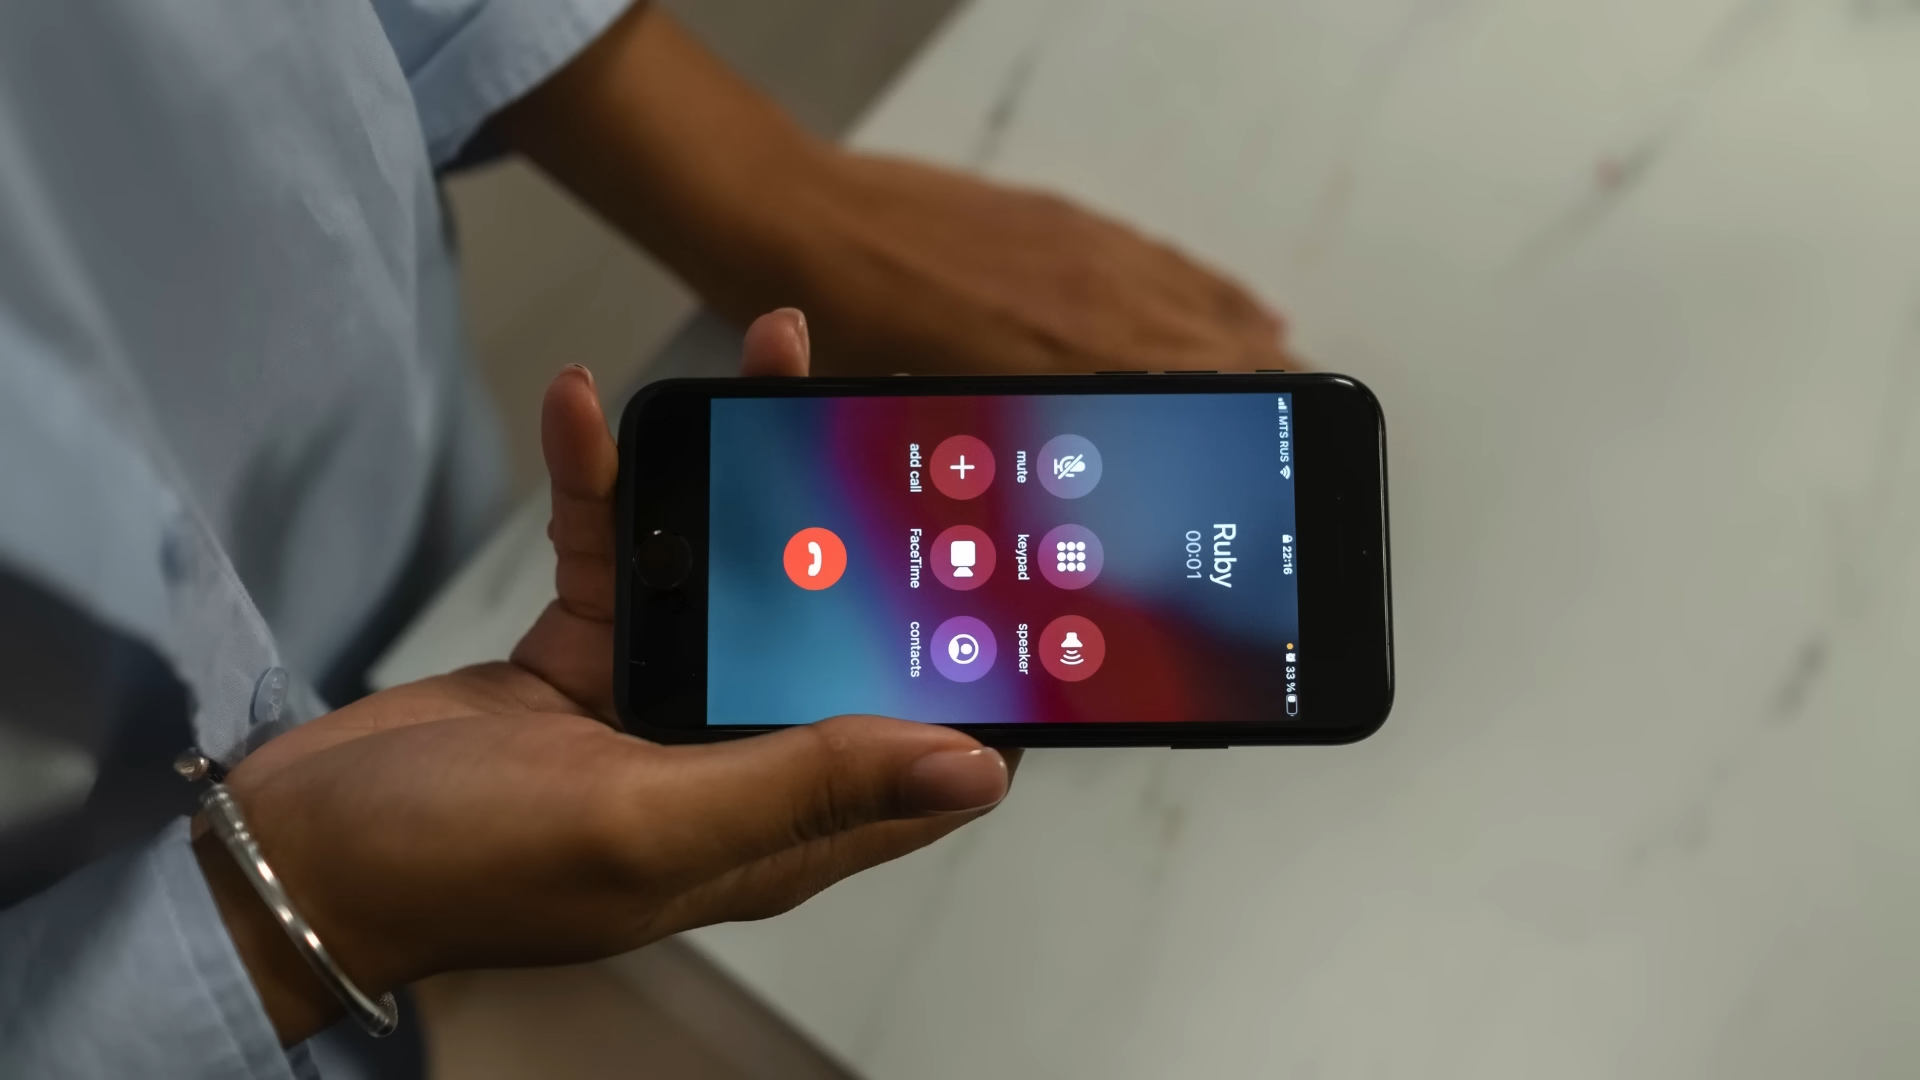 MTS RUS 22:16 33 %
Ruby
00:01
mute keypad speaker
add call FaceTime contacts